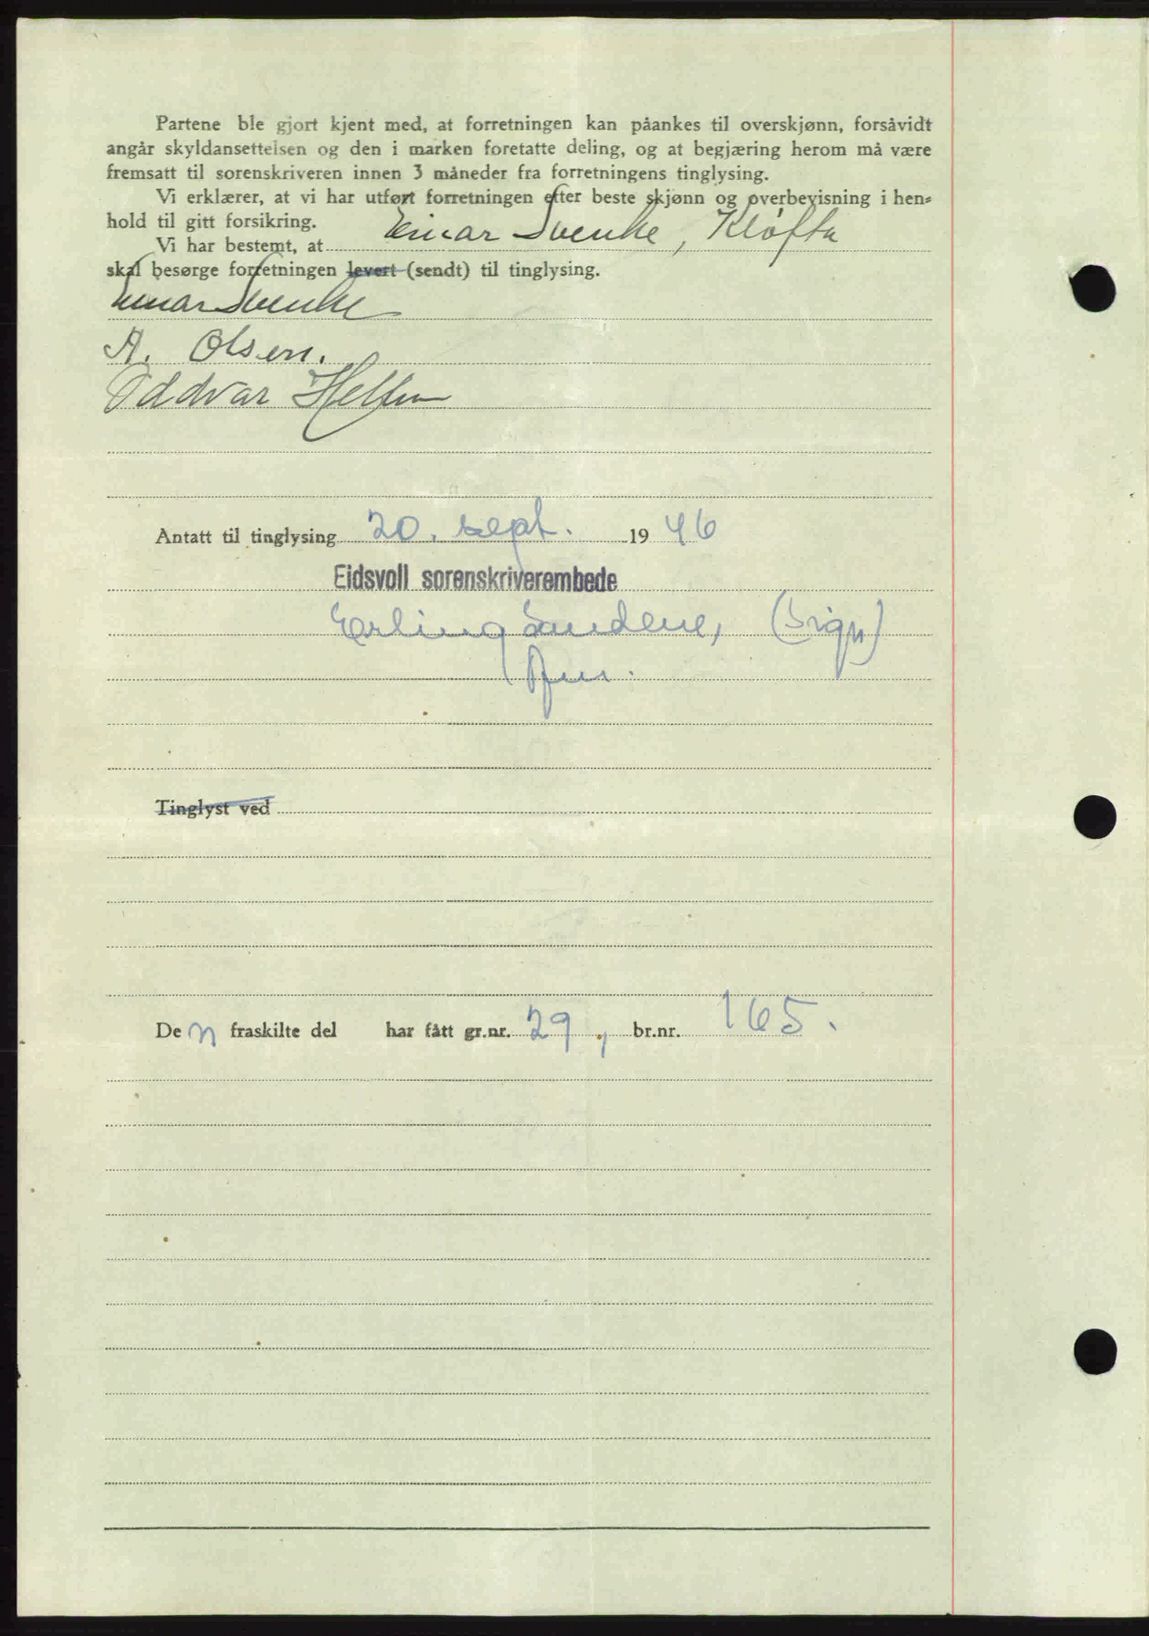 Partene ble gjort kjent med, at forretningen kan påankes til overskjønn, forsåvidt
angår skyldansettelsen og den i marken foretatte deling, og at begjæring herom må være
fremsatt til sorenskriveren innen 3 måneder fra forretningens tinglysing.
Vi erklærer, at vi har utført forretningen efter beste skjønn og overbevisning i hen-
hold til gitt forsikring.
Vi har bestemt, at Einar Svenke, Kløfta
skal besørge forretningen levert (sendt) til tinglysing.
Einar Svenke
A. Olsen.
Oddvar
Antatt til tinglysing 20. sept. 1946
Eidsvoll sorenskriverembede
Erling Sandene, (sign)
Tinglyst ved
Den fraskilte del har fått gr.nr. 29, br.nr. 165.